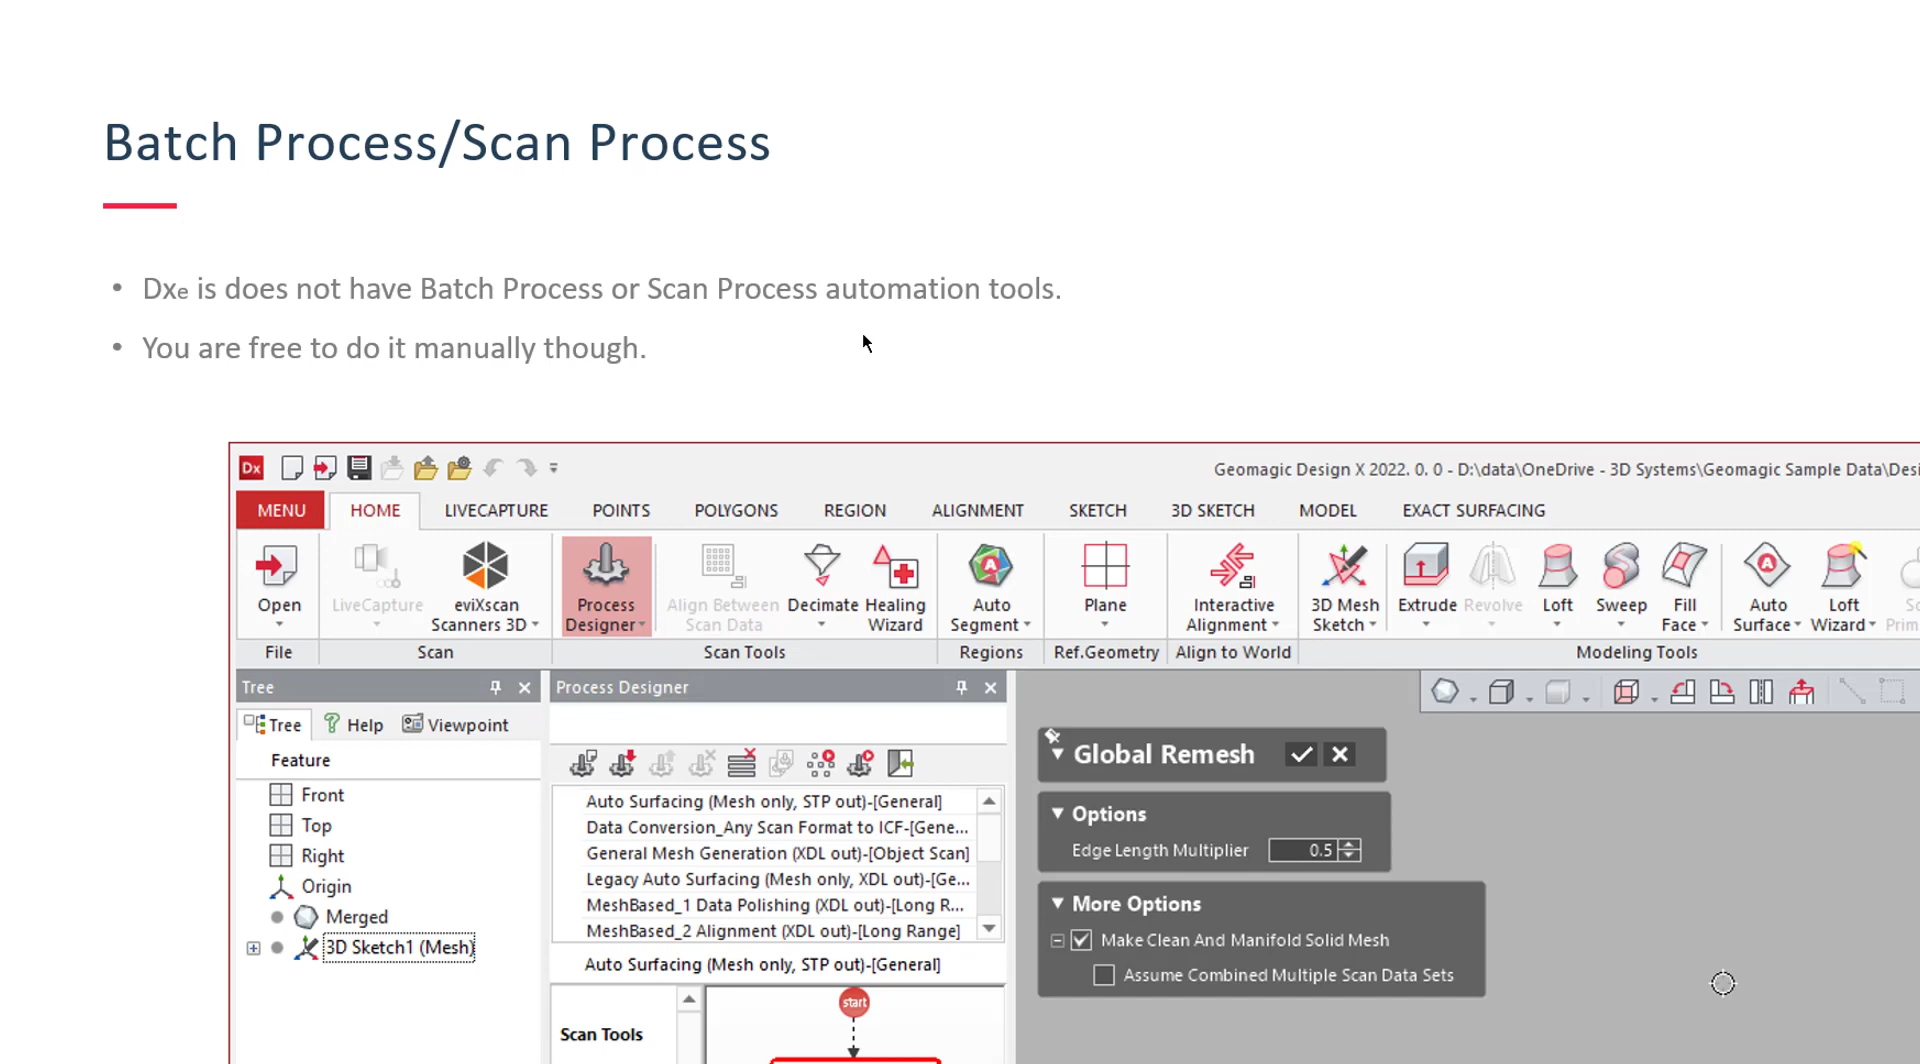 Batch Process/Scan Process
• Dxe is does not have Batch Process or Scan Process automation tools.
• You are free to do it manually though.
Dx
Geomagic Design X 2022. 0. 0 - D:\data\OneDrive - 3D Systems\Geomagic Sample Data\Desi
MENU HOME LIVECAPTURE POINTS POLYGONS REGION ALIGNMENT SKETCH 3D SKETCH MODEL EXACT SURFACING
Open LiveCapture eviXscan Process Align Between Decimate Healing Auto Plane Interactive 3D Mesh Extrude Revolve Loft Sweep Fill Auto Loft
Scanners 3D Designer Scan Data Wizard Segment Alignment Sketch Face Surface Wizard Prim
File Scan Scan Tools Regions Ref.Geometry Align to World Modeling Tools
Tree Process Designer
Tree Help Viewpoint
Global Remesh
Feature
Front
Top
Right
Origin
Merged
3D Sketch1 (Mesh)
Auto Surfacing (Mesh only, STP out)-[General]
Data Conversion_Any Scan Format to ICF-[Gene...
General Mesh Generation (XDL out)-[Object Scan]
Legacy Auto Surfacing (Mesh only, XDL out)-[Ge...
MeshBased_1 Data Polishing (XDL out)-[Long R...
MeshBased_2 Alignment (XDL out)-[Long Range]
Auto Surfacing (Mesh only, STP out)-[General]
Scan Tools
start
Options
Edge Length Multiplier 0.5
More Options
Make Clean And Manifold Solid Mesh
Assume Combined Multiple Scan Data Sets